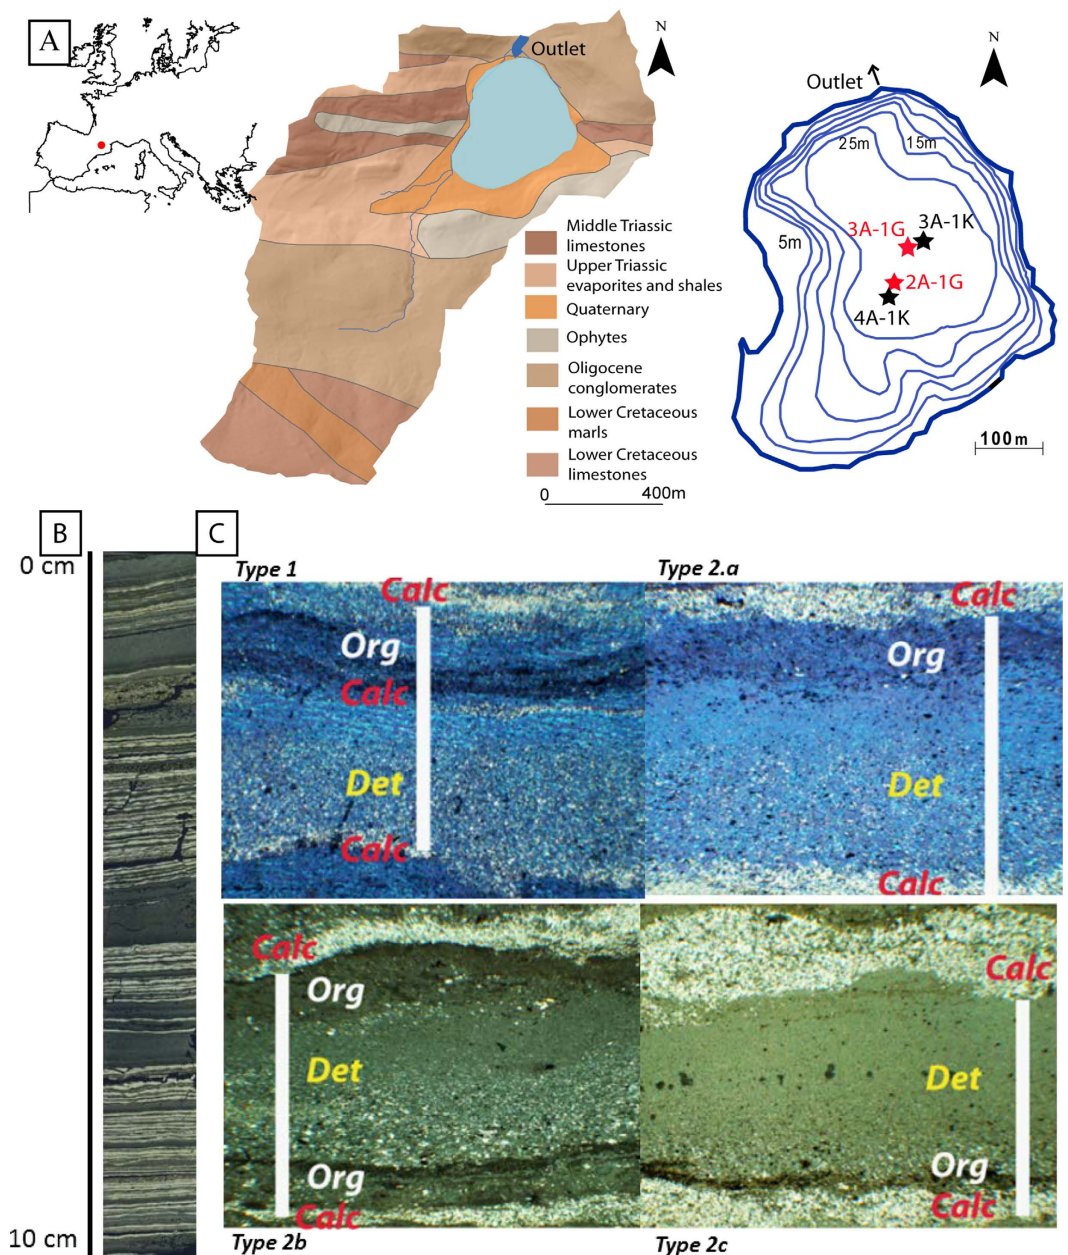 A
Outlet
N
Middle Triassic
limestones
Upper Triassic
evaporites and shales
Quaternary
Ophytes
Oligocene
conglomerates
Lower Cretaceous
marls
Lower Cretaceous
limestones
0 400m
N
Outlet
25m
15m
5m
3A-1G
3A-1K
2A-1G
4A-1K
100m
B
0 cm
10 cm
C
Type 1
Calc
Org
Calc
Det
Calc
Type 2.a
Calc
Org
Det
Calc
Calc
Org
Det
Org
Calc
Type 2b
Calc
Det
Org
Calc
Type 2c